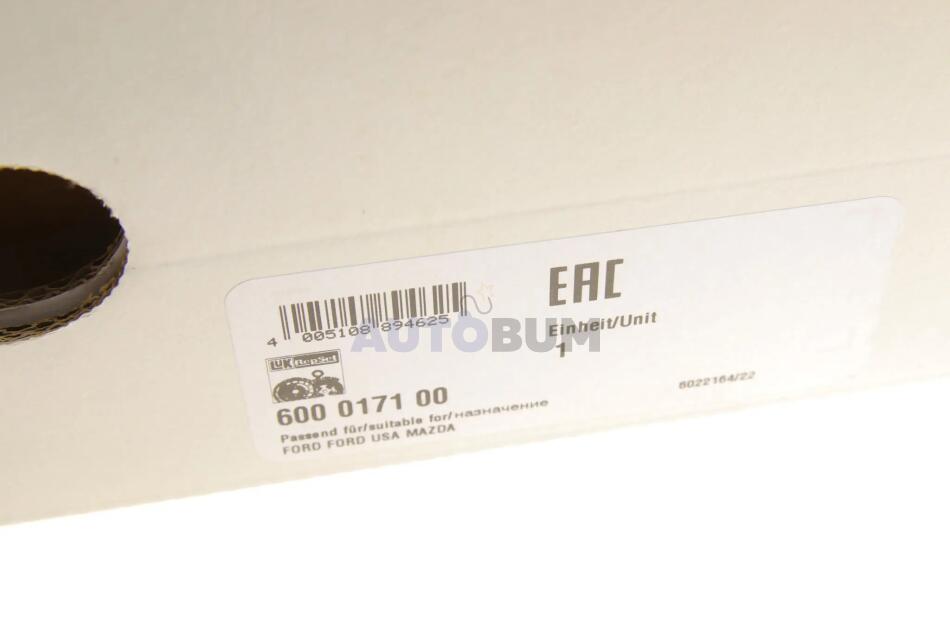 EAC
4 005108 894625
Einheit/Unit
1
AUTOBUM
LuK RepSet
600 0171 00
6022164/22
Passend für/suitable for/назначение
FORD FORD USA MAZDA